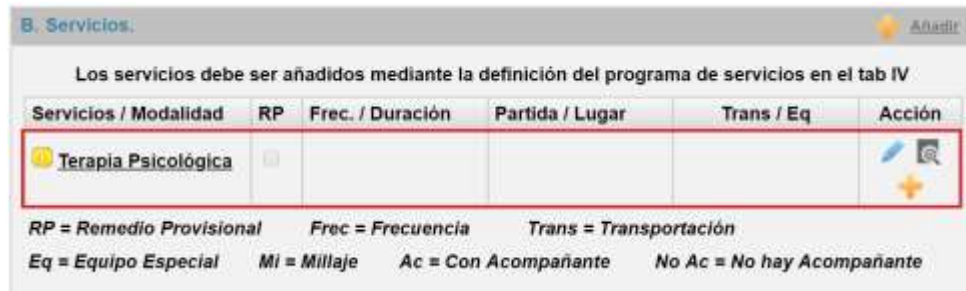 B. Servicios. Añadir
Los servicios debe ser añadidos mediante la definición del programa de servicios en el tab IV
Servicios / Modalidad RP Frec. / Duración Partida / Lugar Trans / Eq Acción
Terapia Psicológica
RP = Remedio Provisional Frec = Frecuencia Trans = Transportación
Eq = Equipo Especial Mi = Millaje Ac = Con Acompañante No Ac = No hay Acompañante